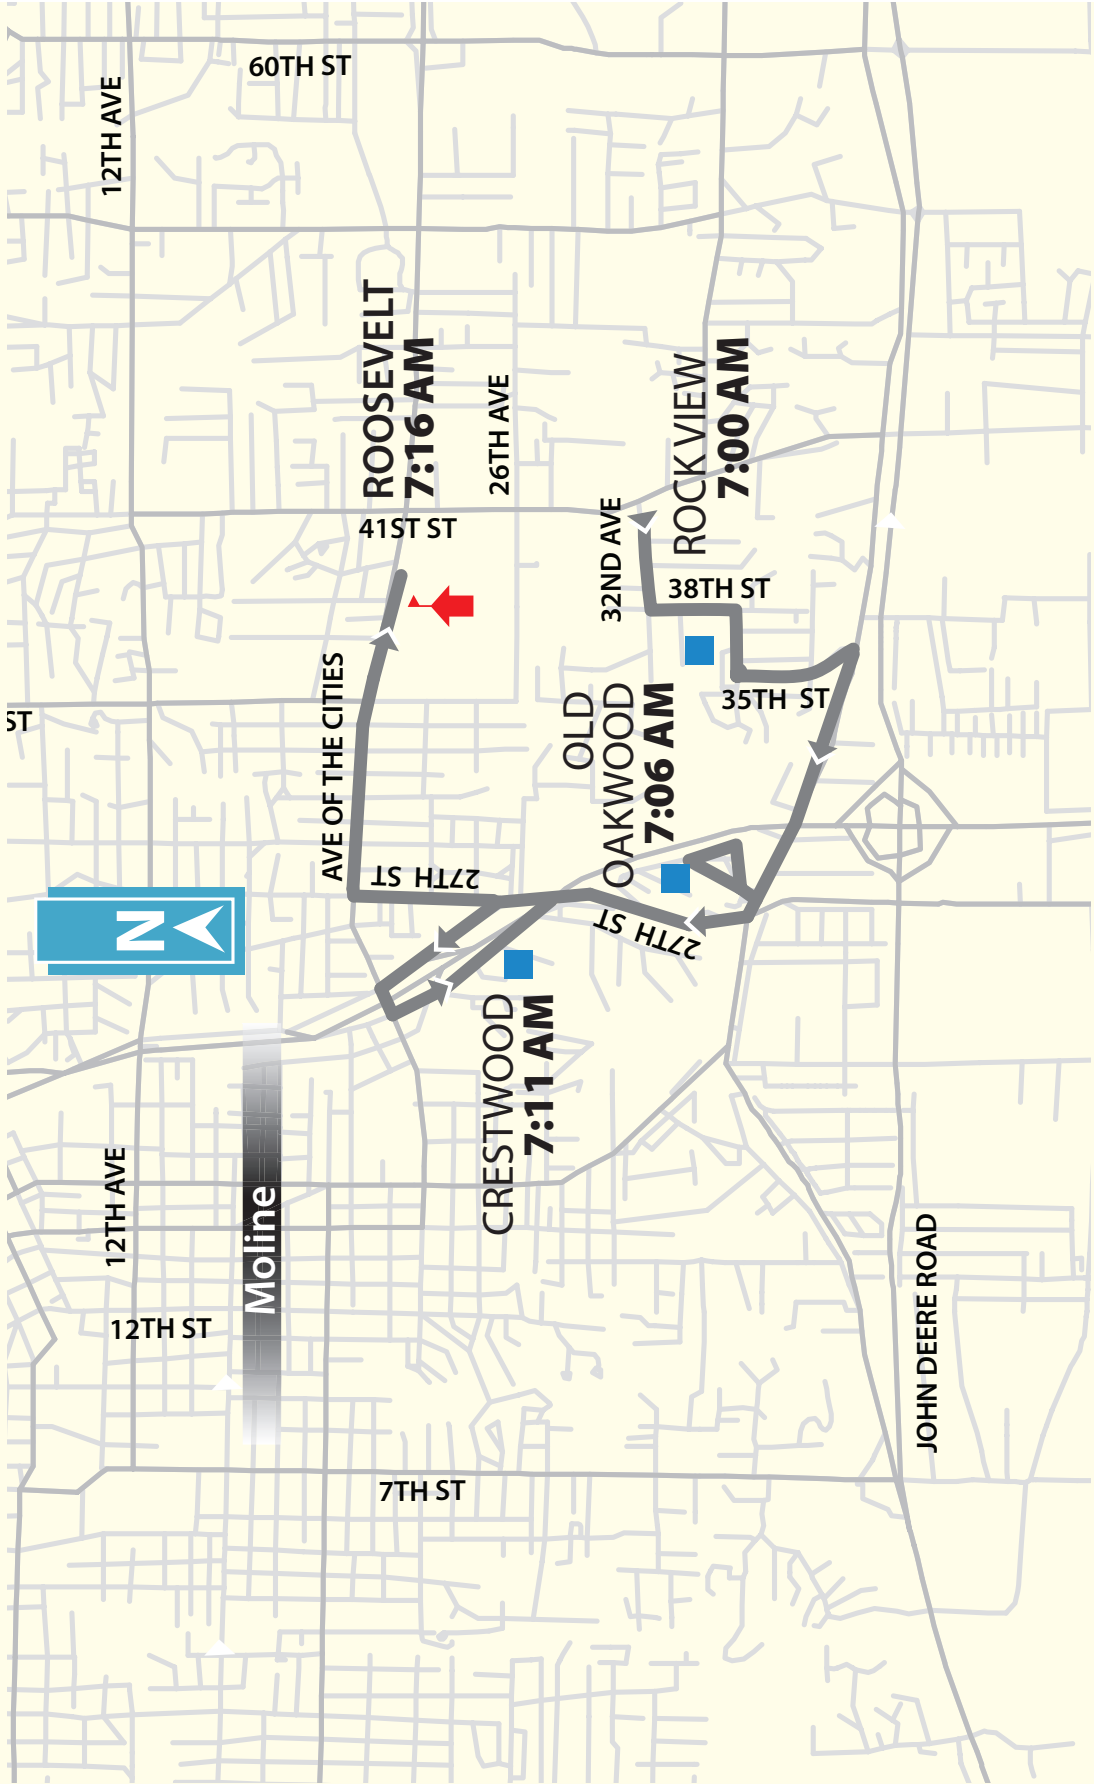 60TH ST
12TH AVE
ROOSEVELT
7:16 AM
26TH AVE
41ST ST
ROCK VIEW
7:00 AM
32ND AVE
38TH ST
35TH ST
ST
AVE OF THE CITIES
OLD
OAKWOOD
7:06 AM
27TH ST
27TH ST
N
CRESTWOOD
7:11 AM
12TH AVE
Moline
12TH ST
JOHN DEERE ROAD
7TH ST